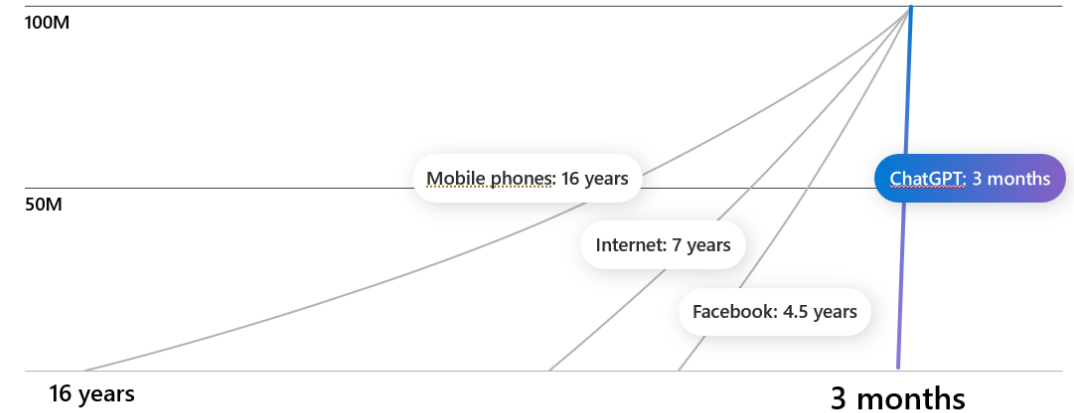 100M
Mobile phones: 16 years
ChatGPT: 3 months
50M
Internet: 7 years
Facebook: 4.5 years
16 years
3 months